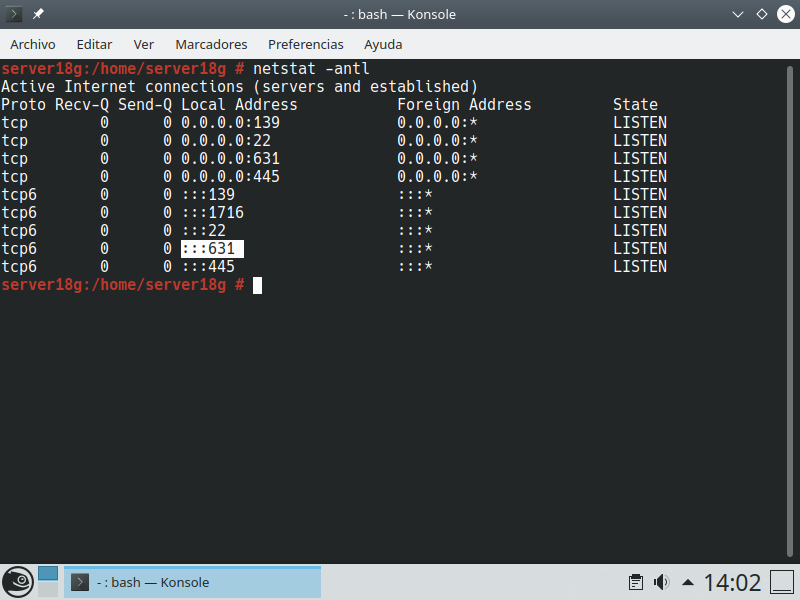 - : bash — Konsole
Archivo Editar Ver Marcadores Preferencias Ayuda
server18g:/home/server18g # netstat -antl
Active Internet connections (servers and established)
Proto Recv-Q Send-Q Local Address Foreign Address State
tcp 0 0 0.0.0.0:139 0.0.0.0:* LISTEN
tcp 0 0 0.0.0.0:22 0.0.0.0:* LISTEN
tcp 0 0 0.0.0.0:631 0.0.0.0:* LISTEN
tcp 0 0 0.0.0.0:445 0.0.0.0:* LISTEN
tcp6 0 0 :::139 :::* LISTEN
tcp6 0 0 :::1716 :::* LISTEN
tcp6 0 0 :::22 :::* LISTEN
tcp6 0 0 :::631 :::* LISTEN
tcp6 0 0 :::445 :::* LISTEN
server18g:/home/server18g #
- : bash — Konsole 14:02